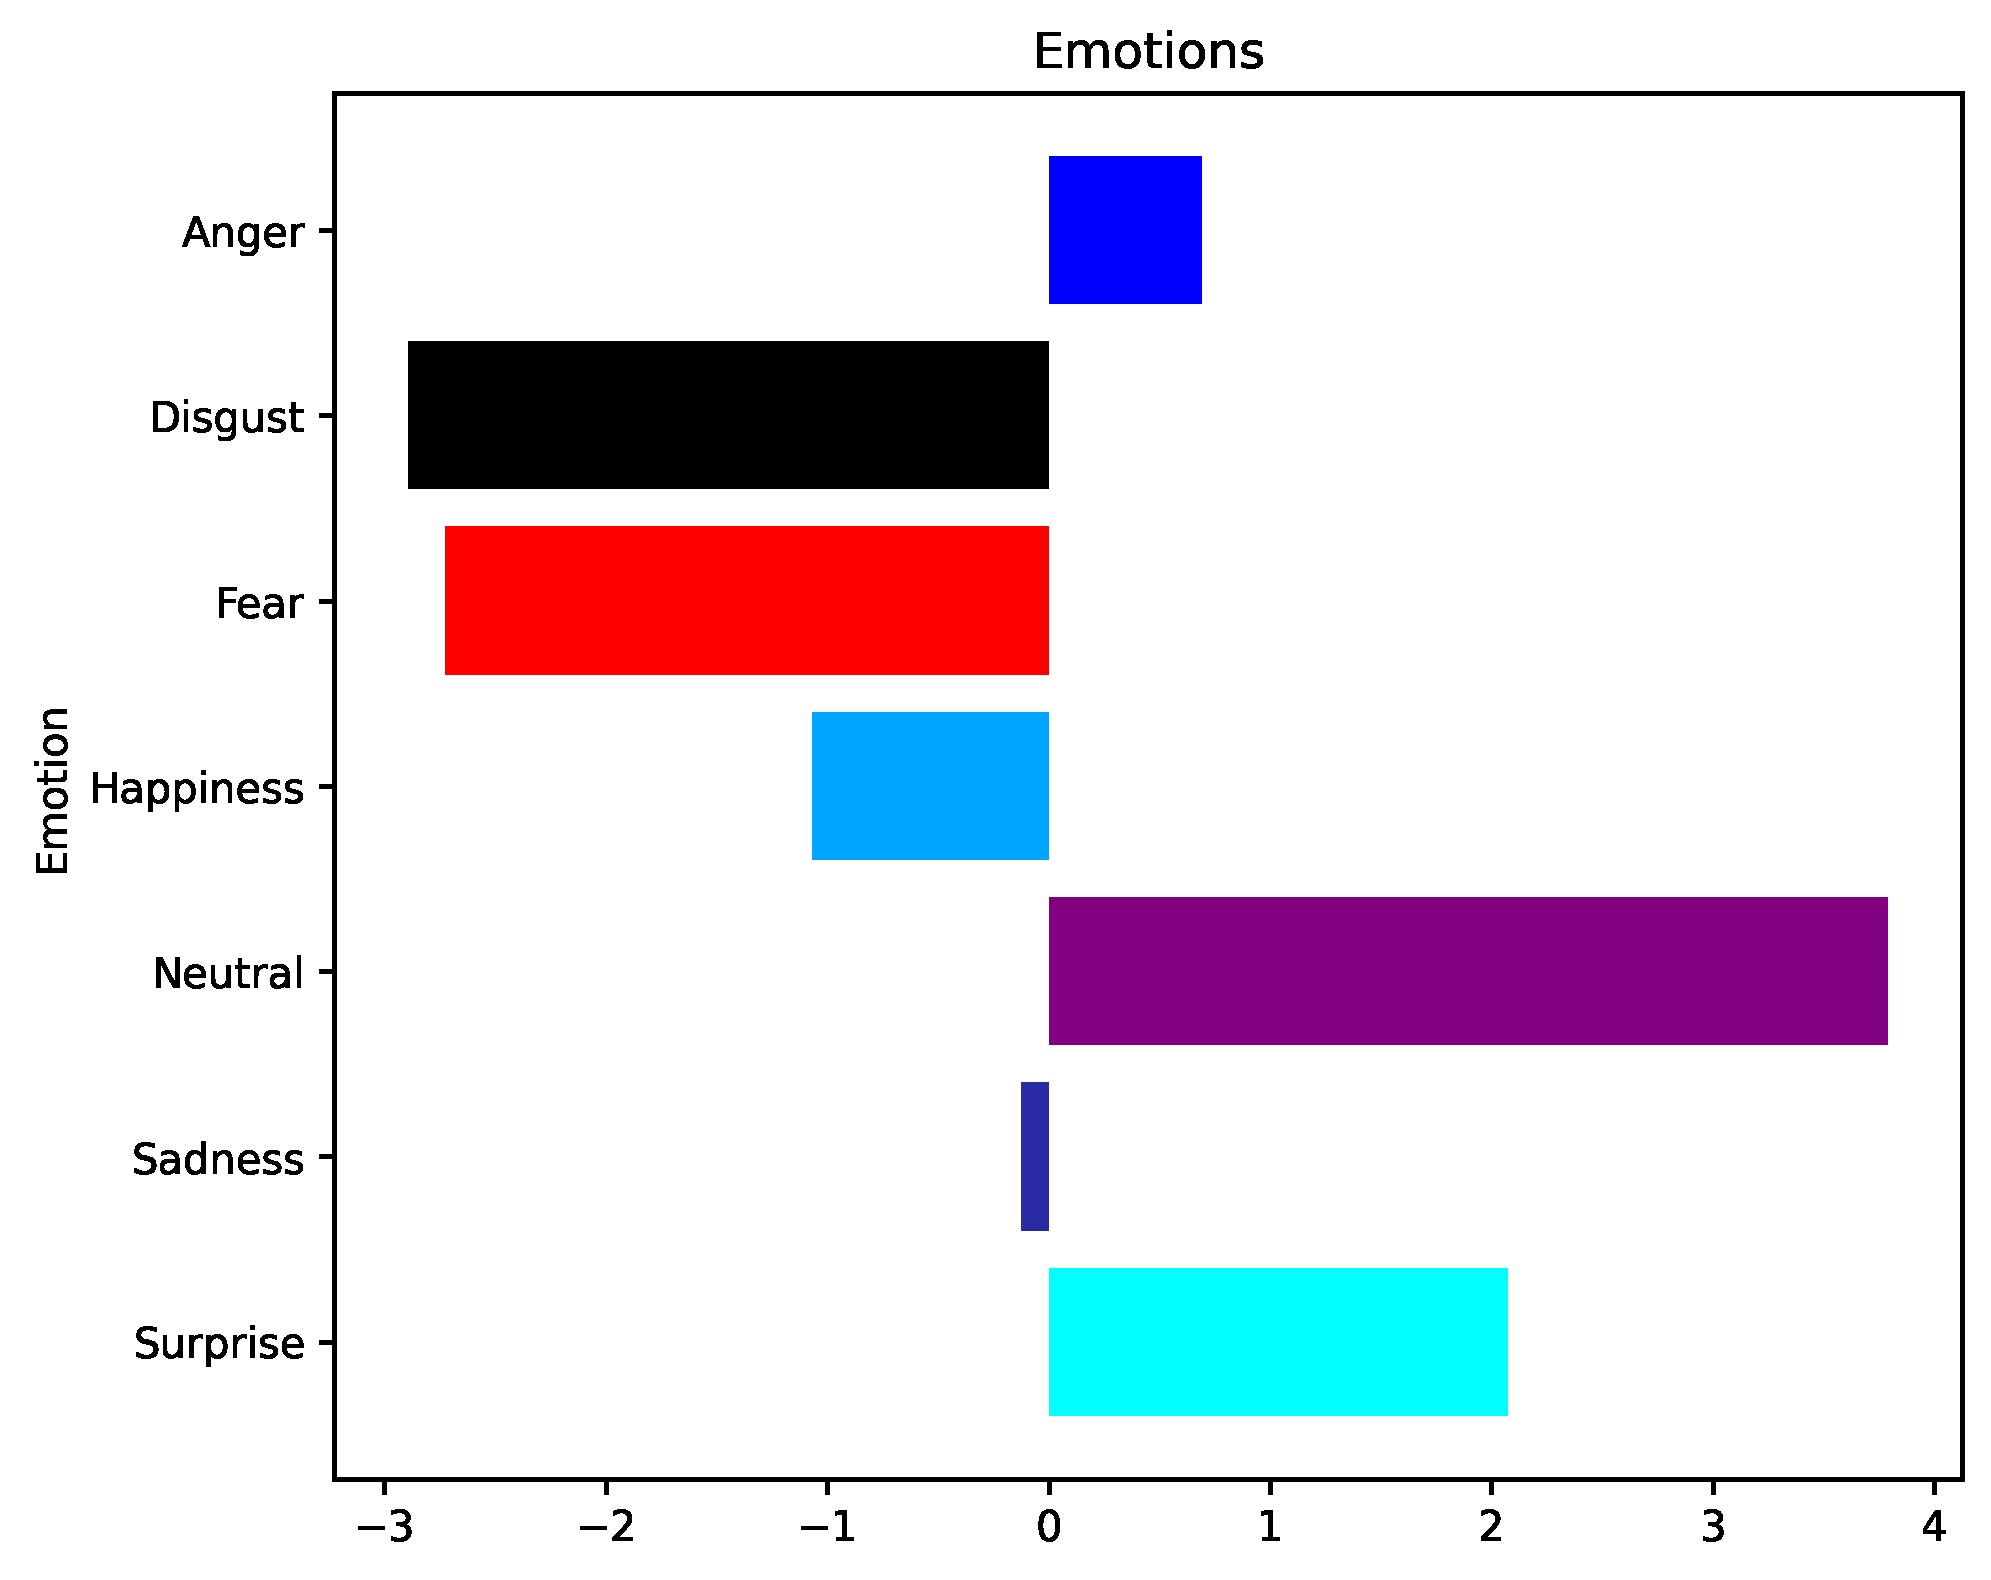 Emotions
Anger
Disgust
Fear
Happiness
Neutral
Sadness
Surprise
Emotion
−3 −2 −1 0 1 2 3 4